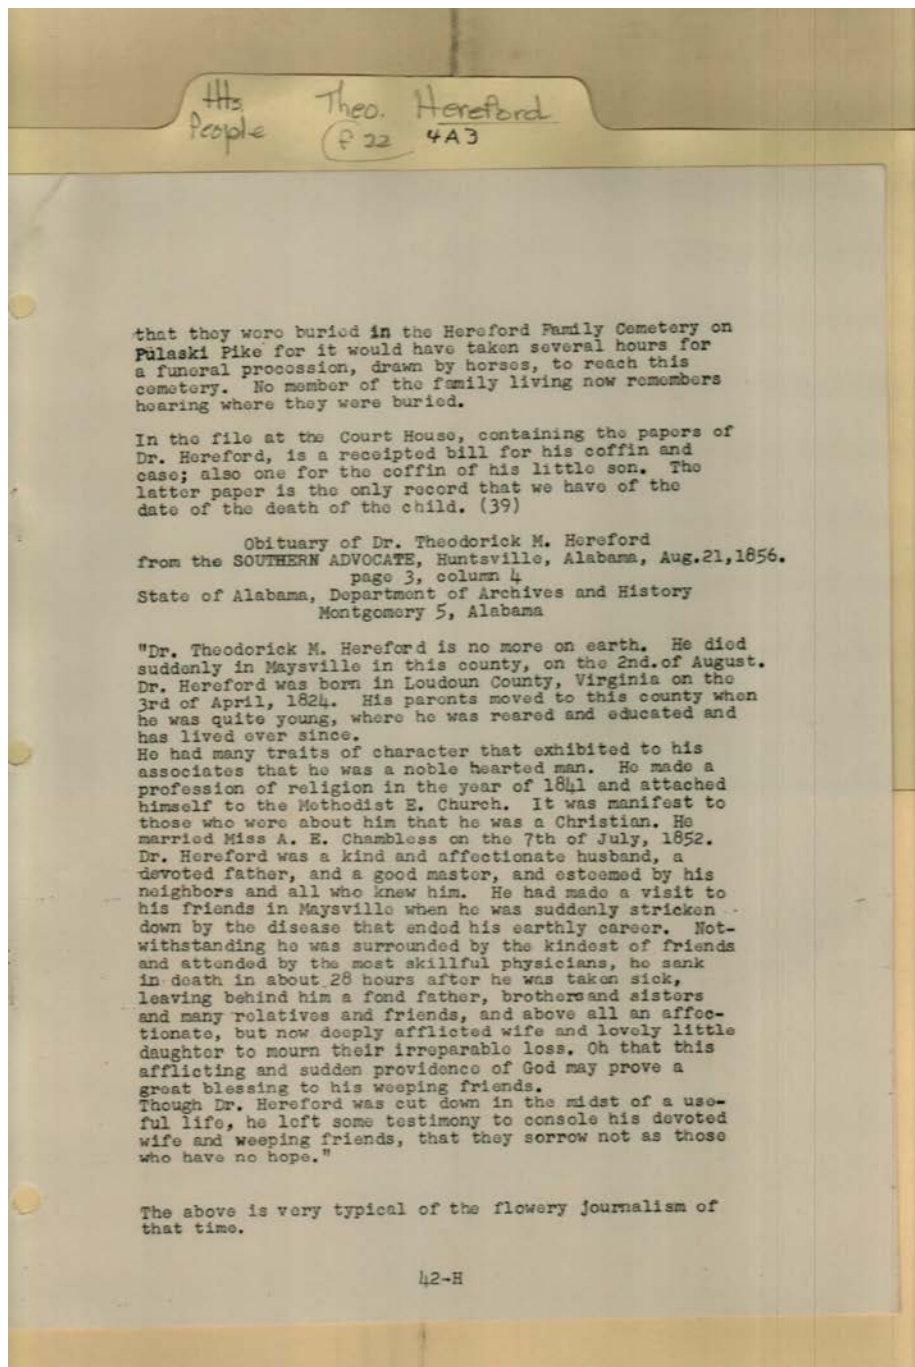 HHs Theo. Hereford
People f 22 4A3
that they were buried in the Hereford Family Cemetery on
Pulaski Pike for it would have taken several hours for
a funeral procession, drawn by horses, to reach this
cemetery. No member of the family living now remembers
hearing where they were buried.
In the file at the Court House, containing the papers of
Dr. Hereford, is a receipted bill for his coffin and
case; also one for the coffin of his little son. The
latter paper is the only record that we have of the
date of the death of the child. (39)
Obituary of Dr. Theodorick M. Hereford
from the SOUTHERN ADVOCATE, Huntsville, Alabama, Aug.21,1856.
page 3, column 4
State of Alabama, Department of Archives and History
Montgomery 5, Alabama
"Dr. Theodorick M. Hereford is no more on earth. He died
suddenly in Maysville in this county, on the 2nd.of August.
Dr. Hereford was born in Loudoun County, Virginia on the
3rd of April, 1824. His parents moved to this county when
he was quite young, where he was reared and educated and
has lived ever since.
He had many traits of character that exhibited to his
associates that he was a noble hearted man. He made a
profession of religion in the year of 1841 and attached
himself to the Methodist E. Church. It was manifest to
those who were about him that he was a Christian. He
married Miss A. E. Chambless on the 7th of July, 1852.
Dr. Hereford was a kind and affectionate husband, a
devoted father, and a good master, and esteemed by his
neighbors and all who knew him. He had made a visit to
his friends in Maysville when he was suddenly stricken
down by the disease that ended his earthly career. Not-
withstanding he was surrounded by the kindest of friends
and attended by the most skillful physicians, he sank
in death in about 28 hours after he was taken sick,
leaving behind him a fond father, brothers and sisters
and many relatives and friends, and above all an affec-
tionate, but now deeply afflicted wife and lovely little
daughter to mourn their irreparable loss. Oh that this
afflicting and sudden providence of God may prove a
great blessing to his weeping friends.
Though Dr. Hereford was cut down in the midst of a use-
ful life, he left some testimony to console his devoted
wife and weeping friends, that they sorrow not as those
who have no hope."
The above is very typical of the flowery journalism of
that time.
42-H